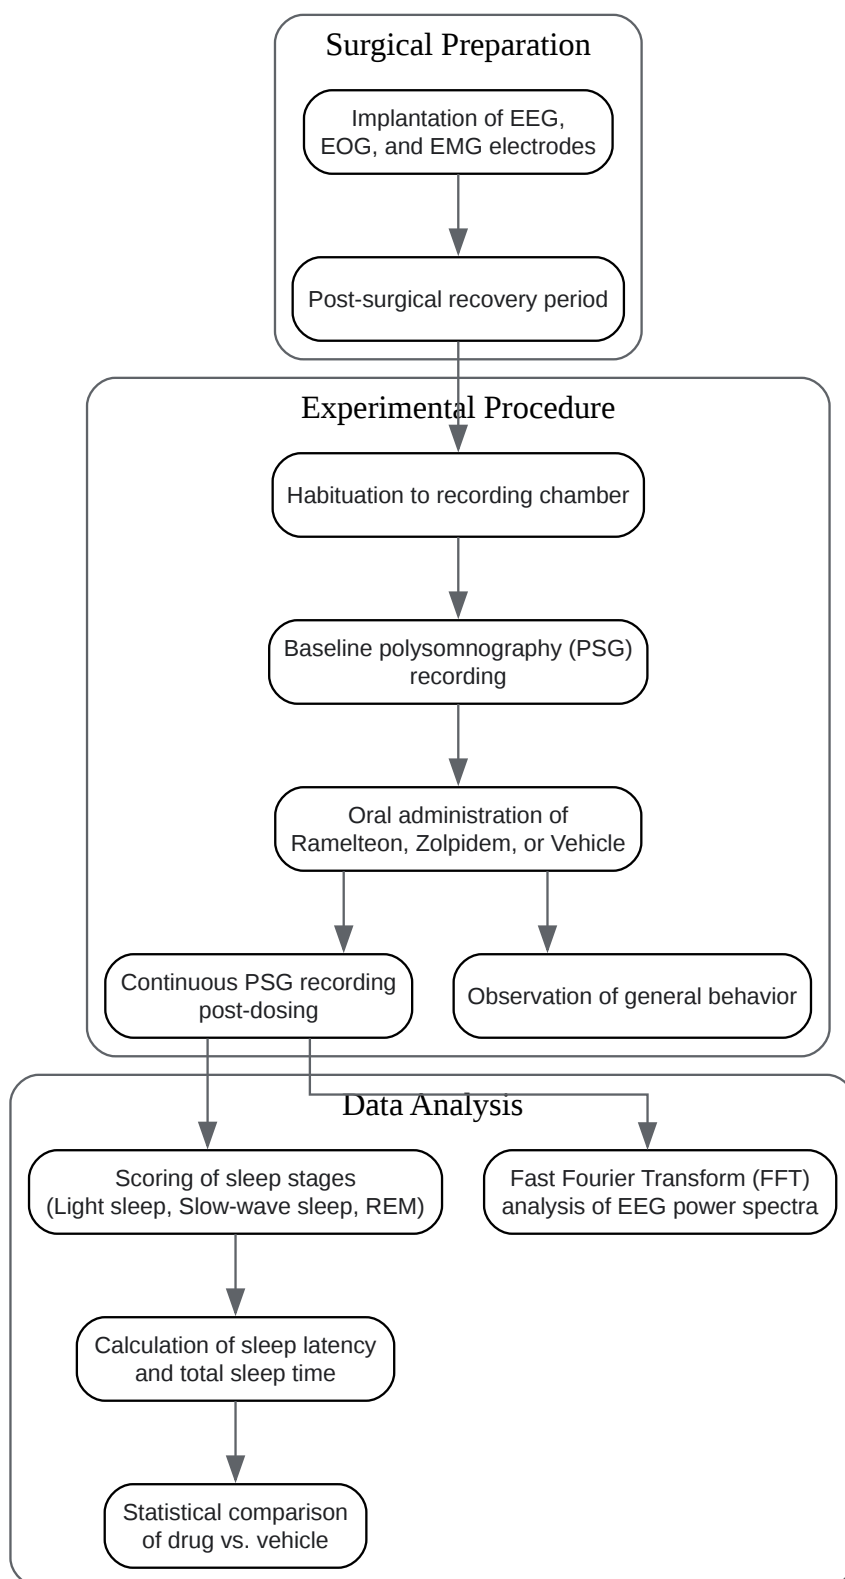 Surgical Preparation
Implantation of EEG,
EOG, and EMG electrodes
Post-surgical recovery period
Experimental Procedure
Habituation to recording chamber
Baseline polysomnography (PSG)
recording
Oral administration of
Ramelteon, Zolpidem, or Vehicle
Continuous PSG recording
post-dosing
Observation of general behavior
Data Analysis
Scoring of sleep stages
(Light sleep, Slow-wave sleep, REM)
Fast Fourier Transform (FFT)
analysis of EEG power spectra
Calculation of sleep latency
and total sleep time
Statistical comparison
of drug vs. vehicle